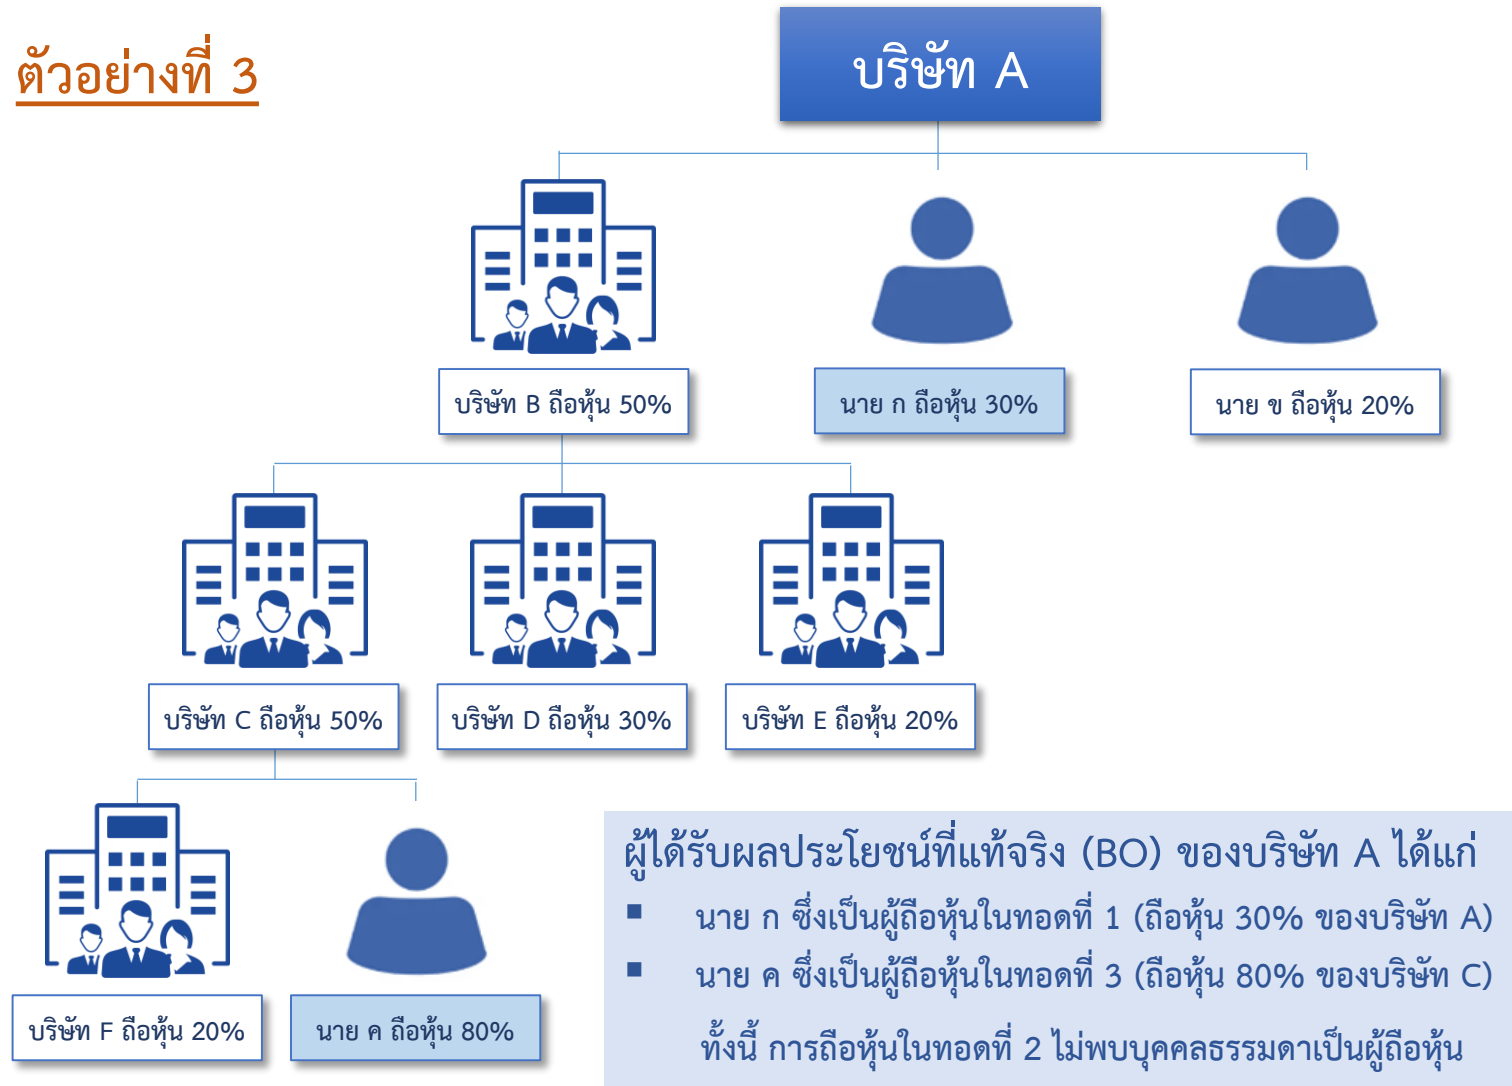 ตัวอย่างที่ 3
บริษัท A
บริษัท B ถือหุ้น 50%
นาย ก ถือหุ้น 30%
นาย ข ถือหุ้น 20%
บริษัท C ถือหุ้น 50%
บริษัท D ถือหุ้น 30%
บริษัท E ถือหุ้น 20%
บริษัท F ถือหุ้น 20%
นาย ค ถือหุ้น 80%
ผู้ได้รับผลประโยชน์ที่แท้จริง (BO) ของบริษัท A ได้แก่
▪ นาย ก ซึ่งเป็นผู้ถือหุ้นในทอดที่ 1 (ถือหุ้น 30% ของบริษัท A)
▪ นาย ค ซึ่งเป็นผู้ถือหุ้นในทอดที่ 3 (ถือหุ้น 80% ของบริษัท C)
ทั้งนี้ การถือหุ้นในทอดที่ 2 ไม่พบบุคคลธรรมดาเป็นผู้ถือหุ้น